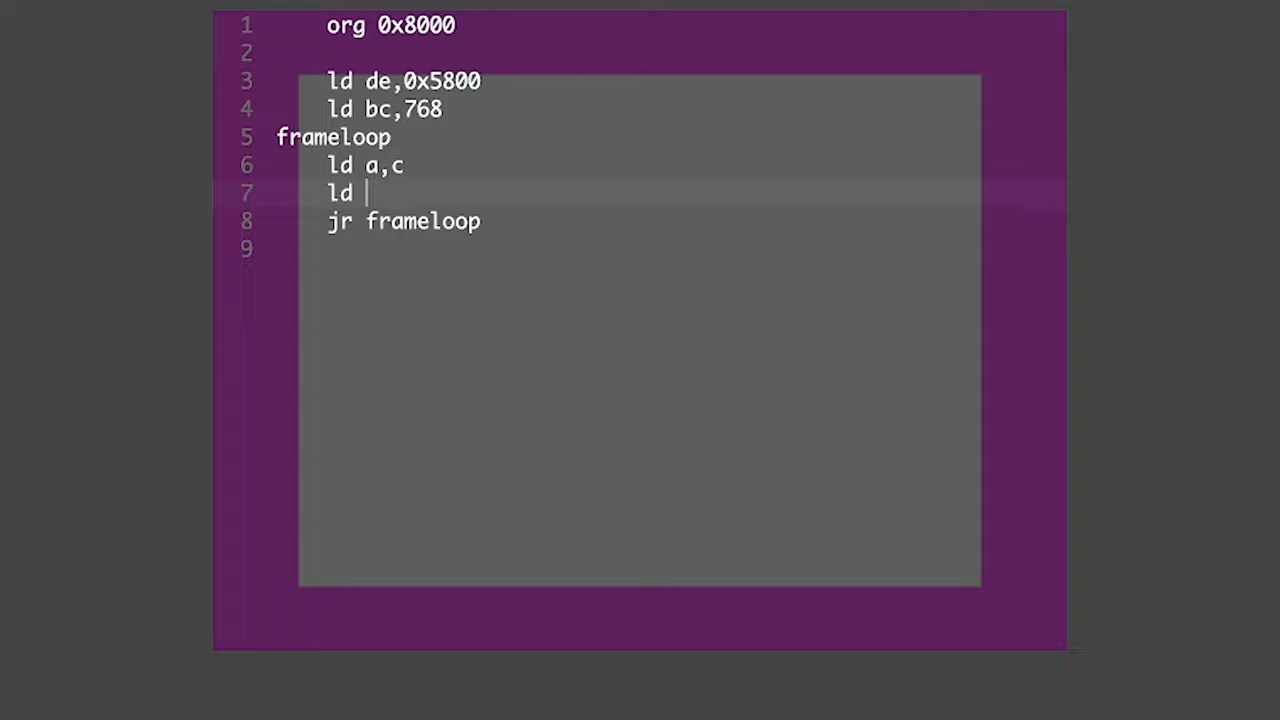 1 org 0x8000
2
3 ld de,0x5800
4 ld bc,768
5 frameloop
6 ld a,c
7 ld
8 jr frameloop
9